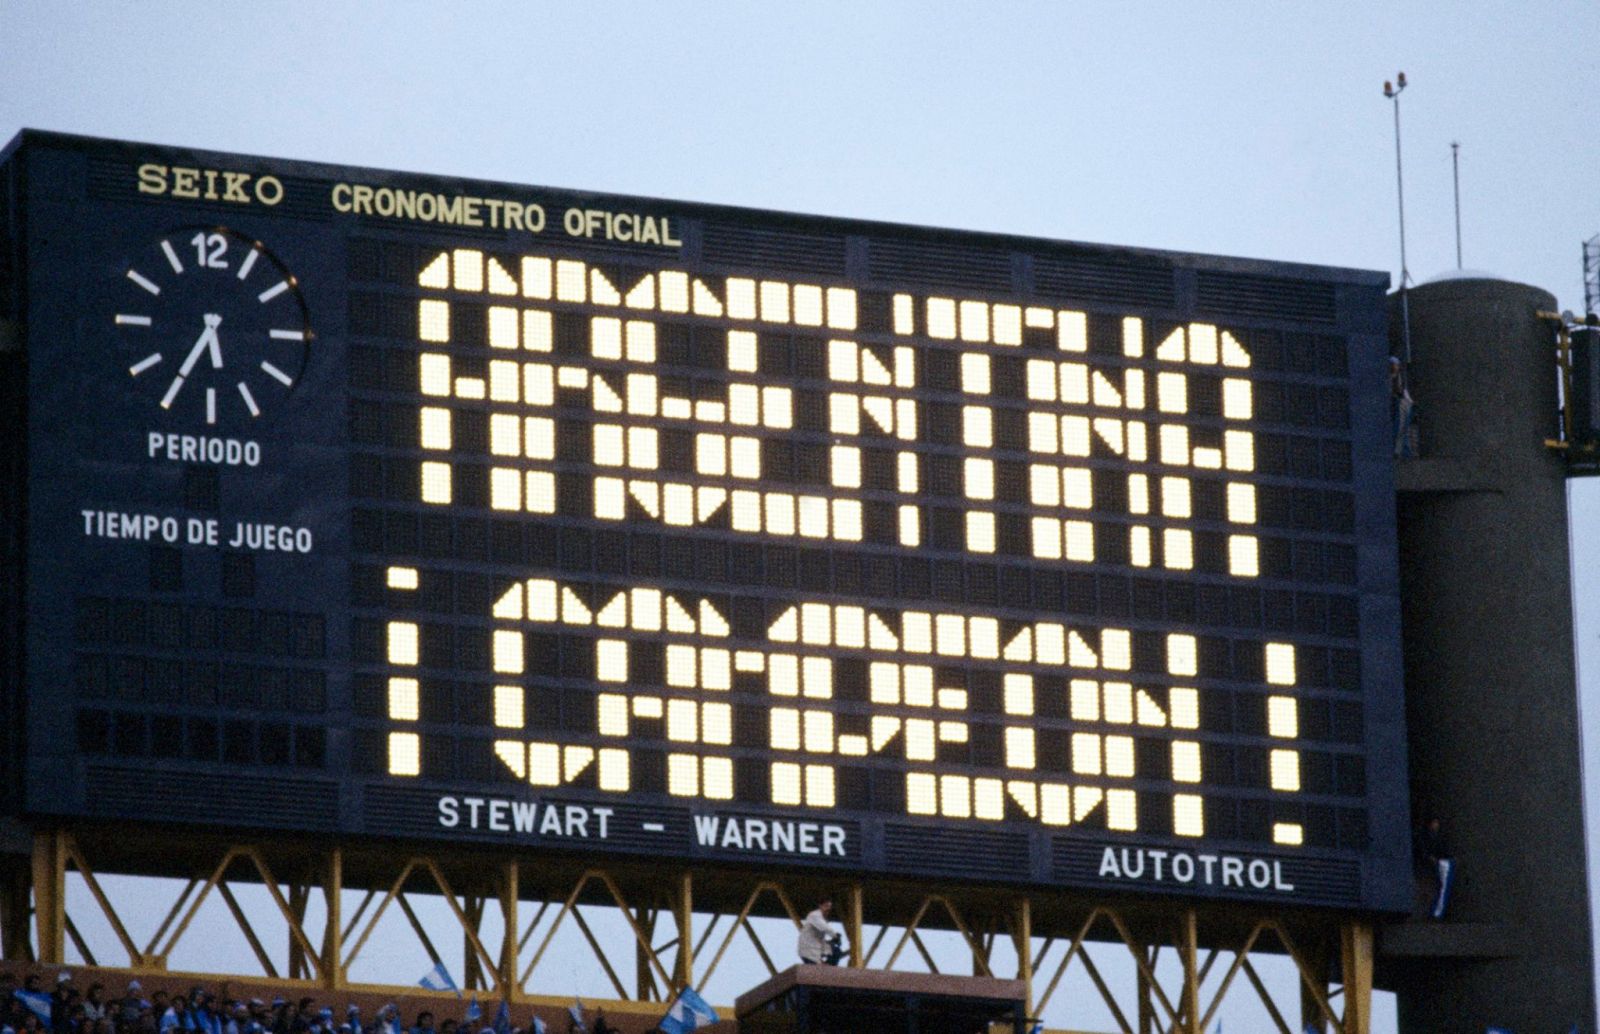 SEIKO CRONOMETRO OFICIAL
12
PERIODO
TIEMPO DE JUEGO
ARGENTINA
¡CAMPEON!
STEWART - WARNER
AUTOTROL